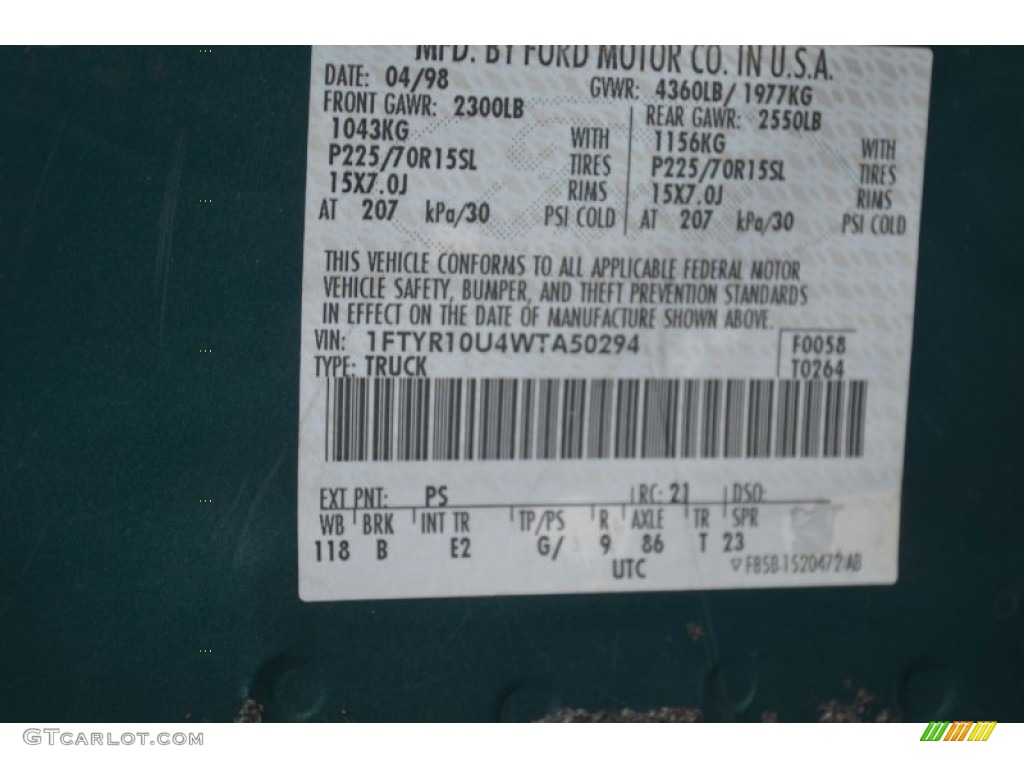 MFD. BY FORD MOTOR CO. IN U.S.A.
DATE: 04/98 GVWR: 4360LB/ 1977KG
FRONT GAWR: 2300LB REAR GAWR: 2550LB
1043KG WITH 1156KG WITH
P225/70R15SL TIRES P225/70R15SL TIRES
15X7.0J RIMS 15X7.0J RIMS
AT 207 kPa/30 PSI COLD AT 207 kPa/30 PSI COLD
THIS VEHICLE CONFORMS TO ALL APPLICABLE FEDERAL MOTOR
VEHICLE SAFETY, BUMPER, AND THEFT PREVENTION STANDARDS
IN EFFECT ON THE DATE OF MANUFACTURE SHOWN ABOVE.
VIN: 1FTYR10U4WTA50294 F0058
TYPE: TRUCK T0264
EXT PNT: PS RC: 21 DSO:
WB BRK INT TR TP/PS R AXLE TR SPR
118 B E2 G/ 9 86 T 23
UTC ▽ F85B-1520472-AB
GTCARLOT.COM